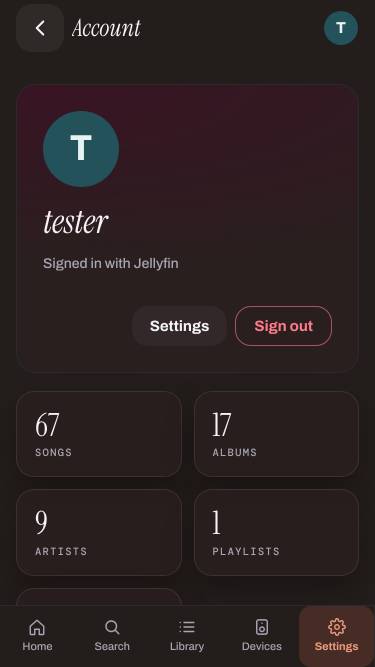 Account
T
T
tester
Signed in with Jellyfin
Settings
Sign out
67
SONGS
17
ALBUMS
9
ARTISTS
1
PLAYLISTS
Home
Search
Library
Devices
Settings